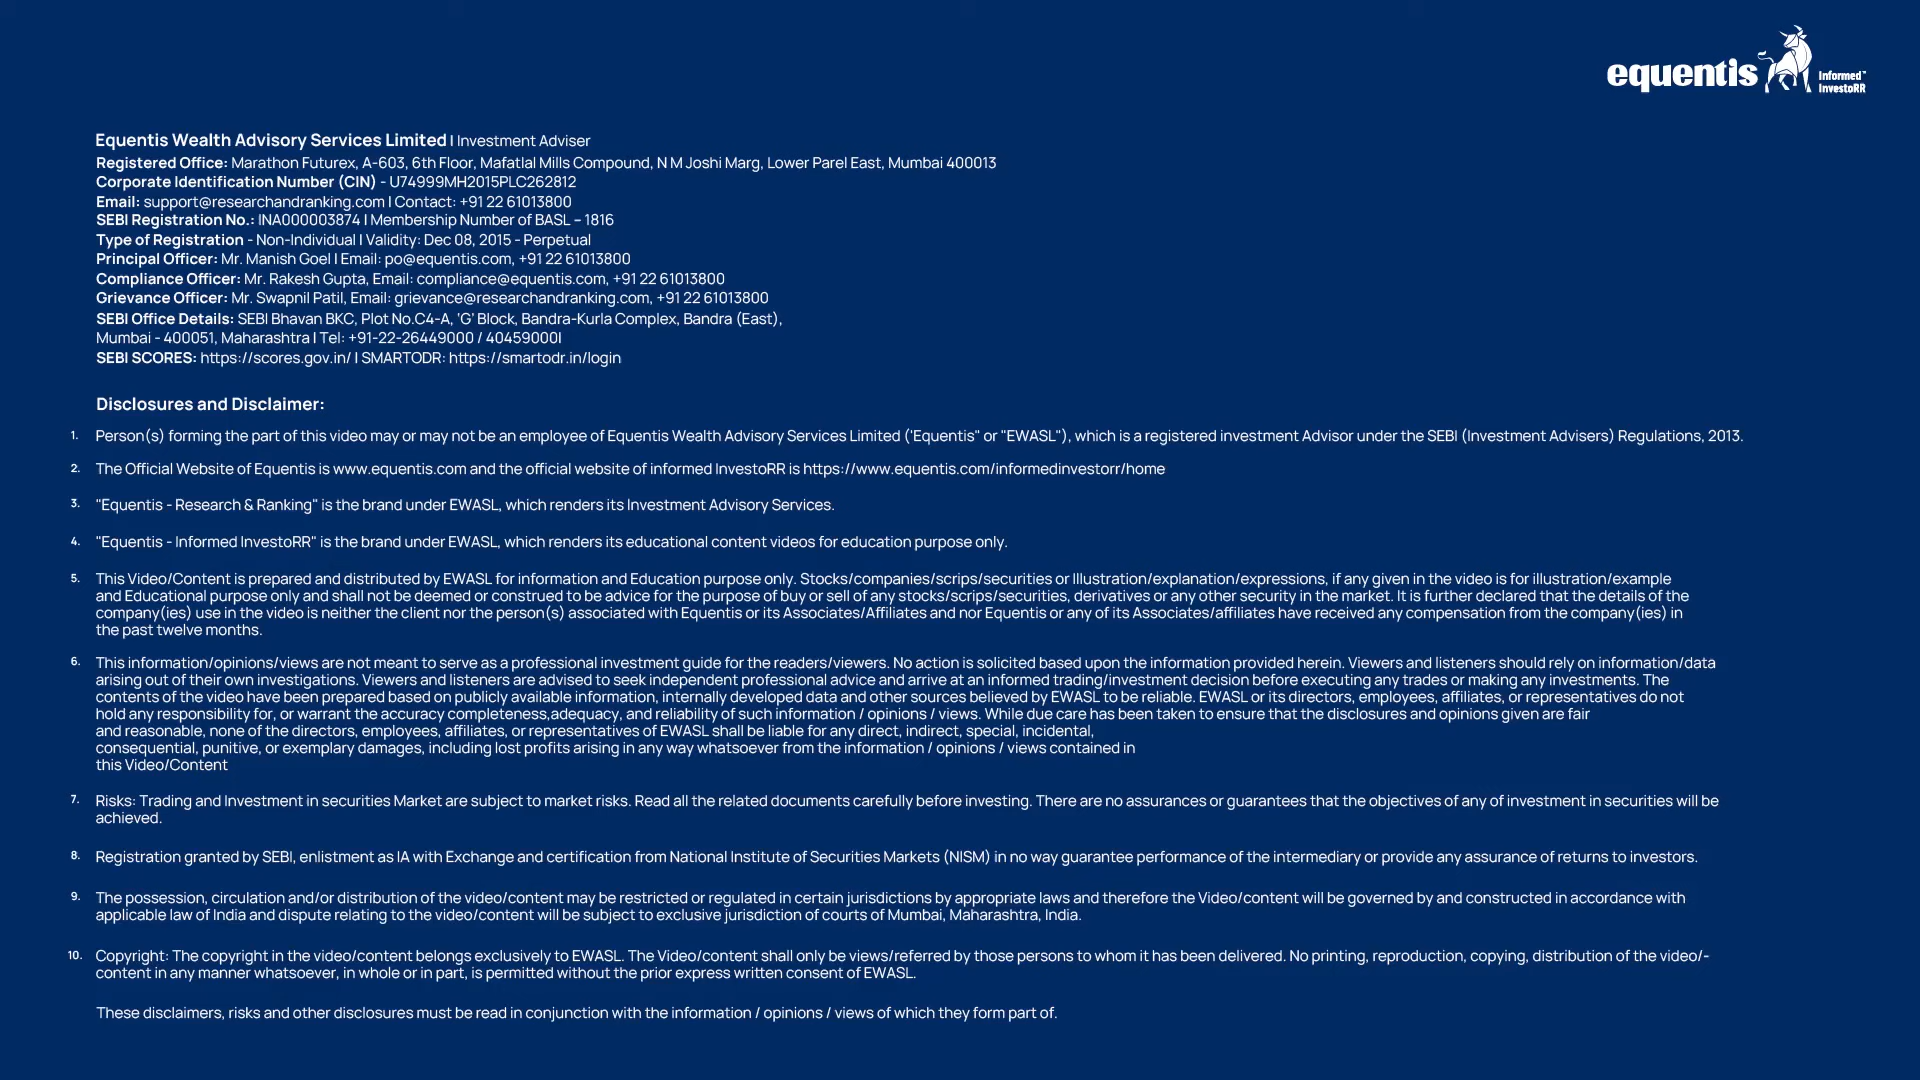 equentis
Informed™
InvestoRR
Equentis Wealth Advisory Services Limited | Investment Adviser
Registered Office: Marathon Futurex, A-603, 6th Floor, Mafatlal Mills Compound, N M Joshi Marg, Lower Parel East, Mumbai 400013
Corporate Identification Number (CIN) - U74999MH2015PLC262812
Email: support@researchandranking.com | Contact: +91 22 61013800
SEBI Registration No.: INA000003874 | Membership Number of BASL – 1816
Type of Registration - Non-Individual | Validity: Dec 08, 2015 - Perpetual
Principal Officer: Mr. Manish Goel | Email: po@equentis.com, +91 22 61013800
Compliance Officer: Mr. Rakesh Gupta, Email: compliance@equentis.com, +91 22 61013800
Grievance Officer: Mr. Swapnil Patil, Email: grievance@researchandranking.com, +91 22 61013800
SEBI Office Details: SEBI Bhavan BKC, Plot No.C4-A, 'G' Block, Bandra-Kurla Complex, Bandra (East),
Mumbai - 400051, Maharashtra | Tel: +91-22-26449000 / 40459000|
SEBI SCORES: https://scores.gov.in/ | SMARTODR: https://smartodr.in/login
Disclosures and Disclaimer:
1. Person(s) forming the part of this video may or may not be an employee of Equentis Wealth Advisory Services Limited ('Equentis" or "EWASL"), which is a registered investment Advisor under the SEBI (Investment Advisers) Regulations, 2013.
2. The Official Website of Equentis is www.equentis.com and the official website of informed InvestoRR is https://www.equentis.com/informedinvestorr/home
3. "Equentis - Research & Ranking" is the brand under EWASL, which renders its Investment Advisory Services.
4. "Equentis - Informed InvestoRR" is the brand under EWASL, which renders its educational content videos for education purpose only.
5. This Video/Content is prepared and distributed by EWASL for information and Education purpose only. Stocks/companies/scrips/securities or Illustration/explanation/expressions, if any given in the video is for illustration/example
and Educational purpose only and shall not be deemed or construed to be advice for the purpose of buy or sell of any stocks/scrips/securities, derivatives or any other security in the market. It is further declared that the details of the
company(ies) use in the video is neither the client nor the person(s) associated with Equentis or its Associates/Affiliates and nor Equentis or any of its Associates/affiliates have received any compensation from the company(ies) in
the past twelve months.
6. This information/opinions/views are not meant to serve as a professional investment guide for the readers/viewers. No action is solicited based upon the information provided herein. Viewers and listeners should rely on information/data
arising out of their own investigations. Viewers and listeners are advised to seek independent professional advice and arrive at an informed trading/investment decision before executing any trades or making any investments. The
contents of the video have been prepared based on publicly available information, internally developed data and other sources believed by EWASL to be reliable. EWASL or its directors, employees, affiliates, or representatives do not
hold any responsibility for, or warrant the accuracy completeness,adequacy, and reliability of such information / opinions / views. While due care has been taken to ensure that the disclosures and opinions given are fair
and reasonable, none of the directors, employees, affiliates, or representatives of EWASL shall be liable for any direct, indirect, special, incidental,
consequential, punitive, or exemplary damages, including lost profits arising in any way whatsoever from the information / opinions / views contained in
this Video/Content
7. Risks: Trading and Investment in securities Market are subject to market risks. Read all the related documents carefully before investing. There are no assurances or guarantees that the objectives of any of investment in securities will be
achieved.
8. Registration granted by SEBI, enlistment as IA with Exchange and certification from National Institute of Securities Markets (NISM) in no way guarantee performance of the intermediary or provide any assurance of returns to investors.
9. The possession, circulation and/or distribution of the video/content may be restricted or regulated in certain jurisdictions by appropriate laws and therefore the Video/content will be governed by and constructed in accordance with
applicable law of India and dispute relating to the video/content will be subject to exclusive jurisdiction of courts of Mumbai, Maharashtra, India.
10. Copyright: The copyright in the video/content belongs exclusively to EWASL. The Video/content shall only be views/referred by those persons to whom it has been delivered. No printing, reproduction, copying, distribution of the video/-
content in any manner whatsoever, in whole or in part, is permitted without the prior express written consent of EWASL.
These disclaimers, risks and other disclosures must be read in conjunction with the information / opinions / views of which they form part of.